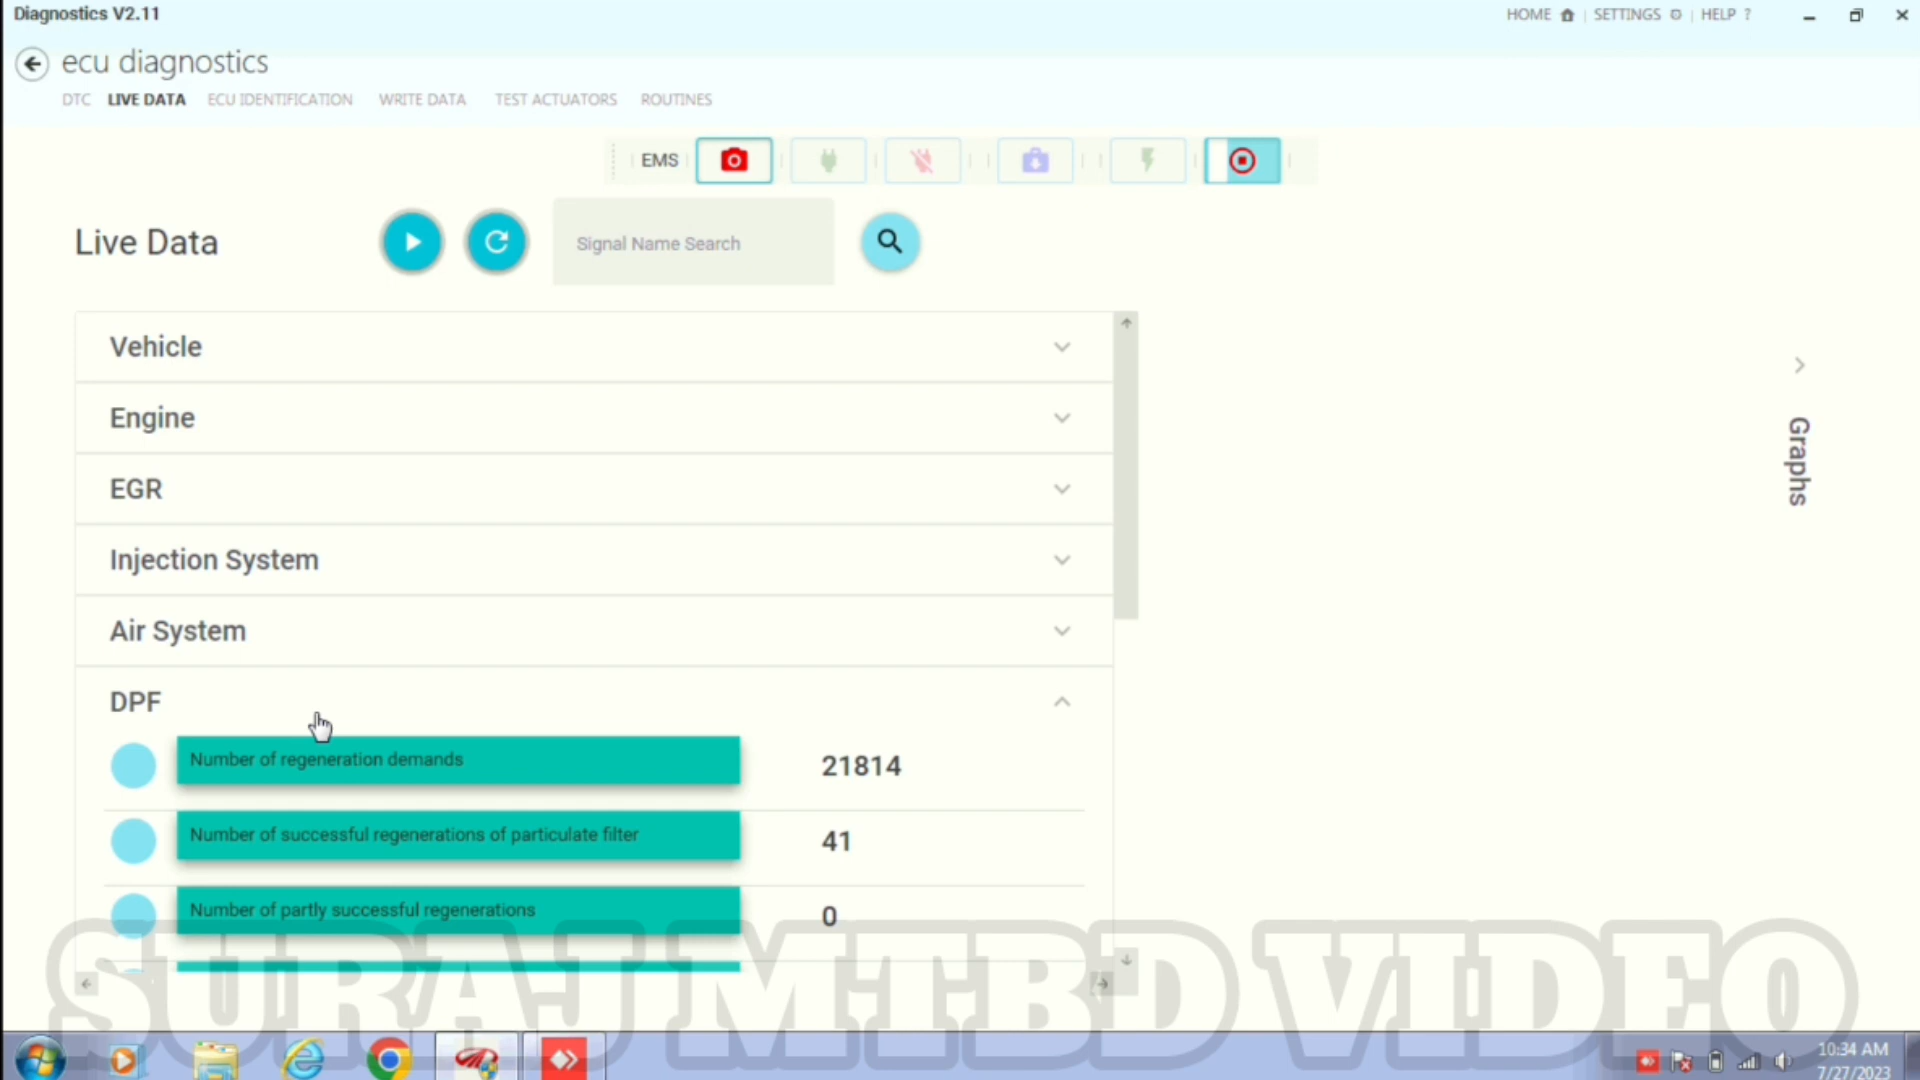 Diagnostics V2.11
HOME SETTINGS HELP ?
ecu diagnostics
DTC LIVE DATA ECU IDENTIFICATION WRITE DATA TEST ACTUATORS ROUTINES
EMS
Live Data
Signal Name Search
Vehicle
Engine
EGR
Injection System
Air System
DPF
Number of regeneration demands 21814
Number of successful regenerations of particulate filter 41
Number of partly successful regenerations 0
Graphs
SURAJ MTBD VIDEO
10:34 AM
7/27/2023